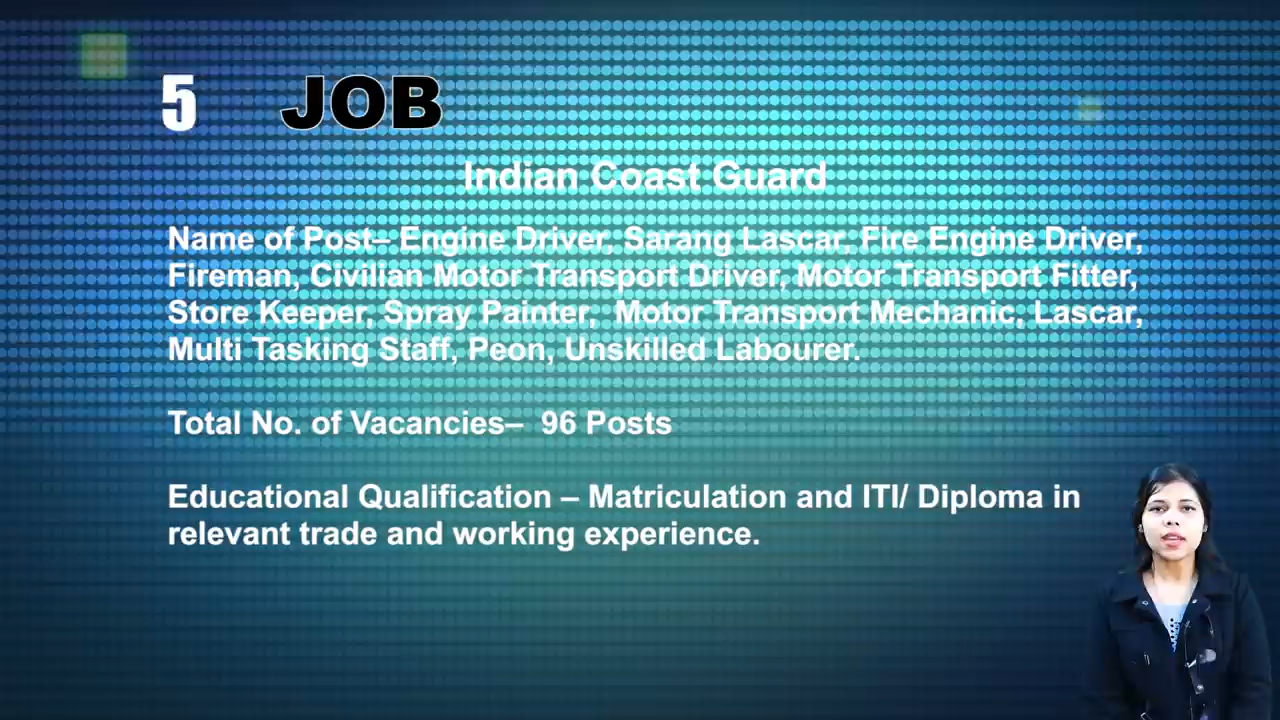 5 JOB
Indian Coast Guard
Name of Post– Engine Driver, Sarang Lascar, Fire Engine Driver,
Fireman, Civilian Motor Transport Driver, Motor Transport Fitter,
Store Keeper, Spray Painter,  Motor Transport Mechanic, Lascar,
Multi Tasking Staff, Peon, Unskilled Labourer.
Total No. of Vacancies–  96 Posts
Educational Qualification – Matriculation and ITI/ Diploma in
relevant trade and working experience.